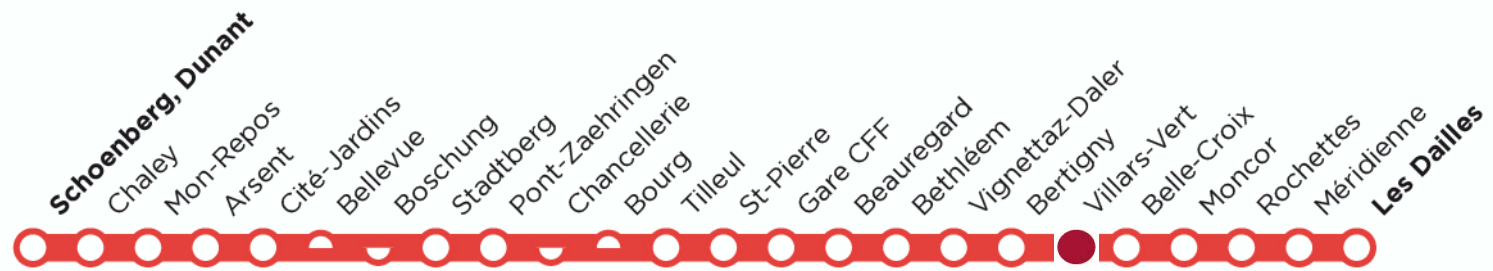 Schoenberg, Dunant
Chaley
Mon-Repos
Arsent
Cité-Jardins
Bellevue
Boschung
Stadtberg
Pont-Zaehringen
Chancellerie
Bourg
Tilleul
St-Pierre
Gare CFF
Beauregard
Bethléem
Vignettaz-Daler
Bertigny
Villars-Vert
Belle-Croix
Moncor
Rochettes
Méridienne
Les Dailles